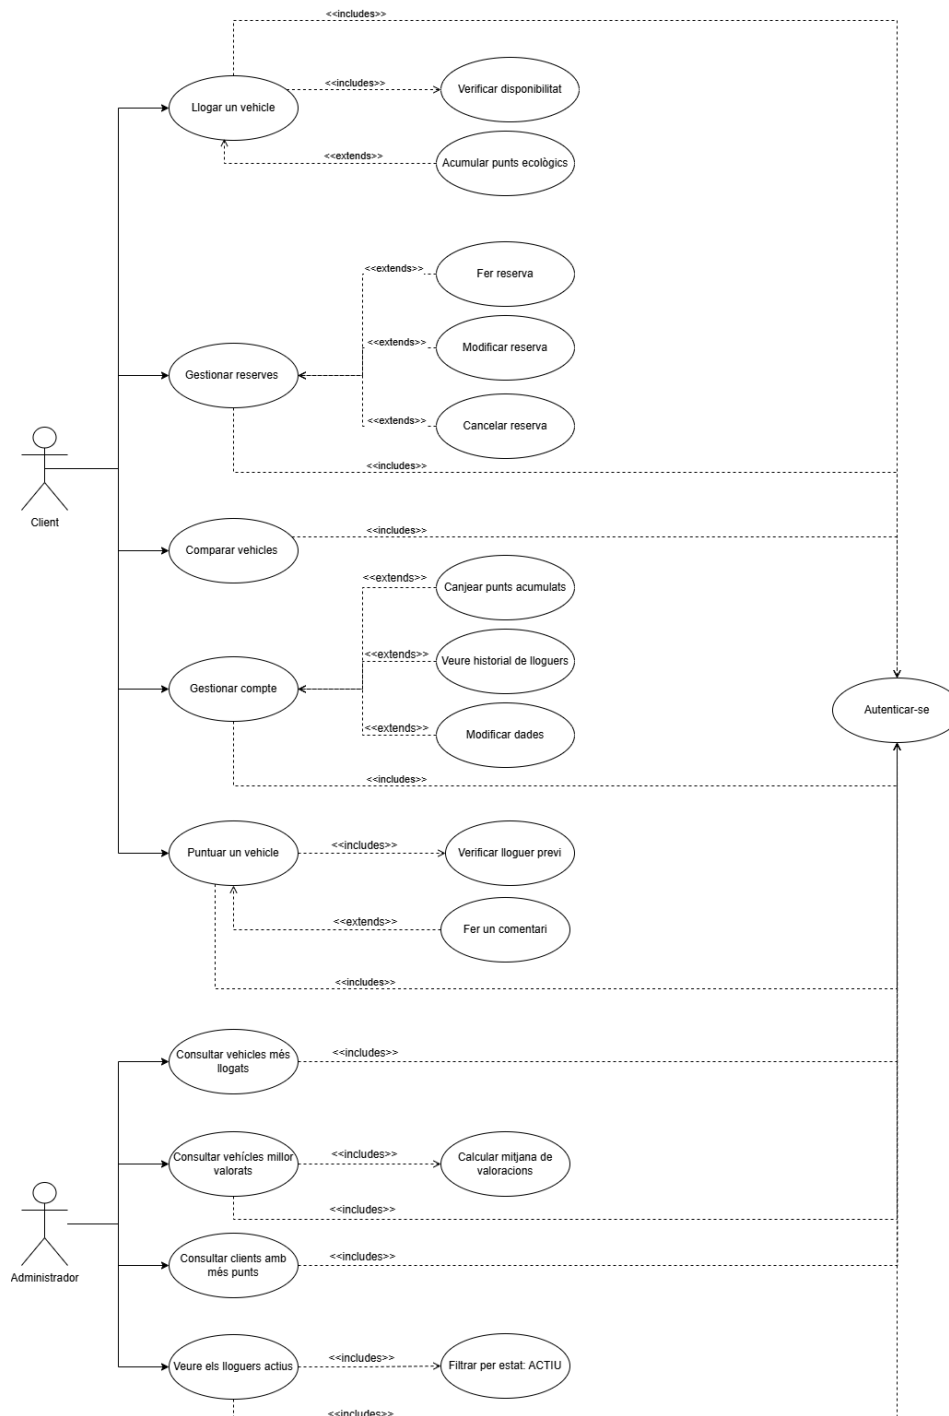 <<includes>>
<<includes>>
Verificar disponibilitat
Llogar un vehicle
<<extends>>
Acumular punts ecològics
<<extends>>
Fer reserva
<<extends>>
Modificar reserva
Gestionar reserves
<<extends>>
Cancelar reserva
<<includes>>
Client
<<includes>>
Comparar vehicles
<<extends>>
Canjear punts acumulats
<<extends>>
Veure historial de lloguers
Gestionar compte
Autenticar-se
<<extends>>
Modificar dades
<<includes>>
<<includes>>
Puntuar un vehicle
Verificar lloguer previ
<<extends>>
Fer un comentari
<<includes>>
Consultar vehicles més
llogats
<<includes>>
Consultar vehícles millor
valorats
<<includes>>
Calcular mitjana de
valoracions
<<includes>>
Consultar clients amb
més punts
<<includes>>
Administrador
<<includes>>
Veure els lloguers actius
Filtrar per estat: ACTIU
<<includes>>